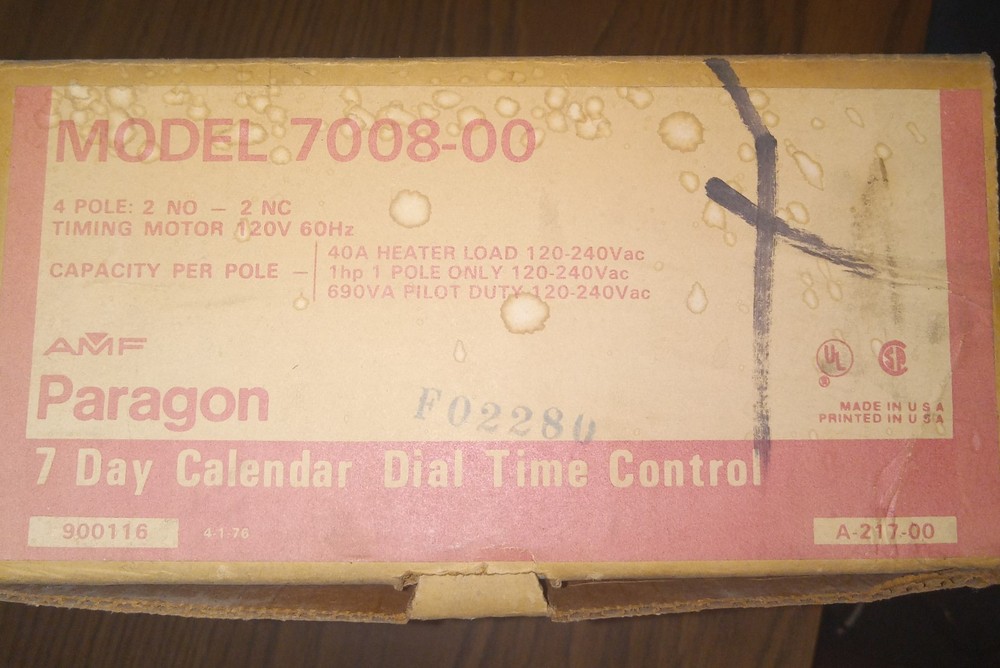 MODEL 7008-00
4 POLE: 2 NO — 2 NC
TIMING MOTOR 120V 60Hz
CAPACITY PER POLE —
40A HEATER LOAD 120-240Vac
1hp 1 POLE ONLY 120-240Vac
690VA PILOT DUTY 120-240Vac
AMF
Paragon
F02280
UL
®
SP
MADE IN U S A
PRINTED IN U S A
7 Day Calendar Dial Time Control
900116
4-1-76
A-217-00